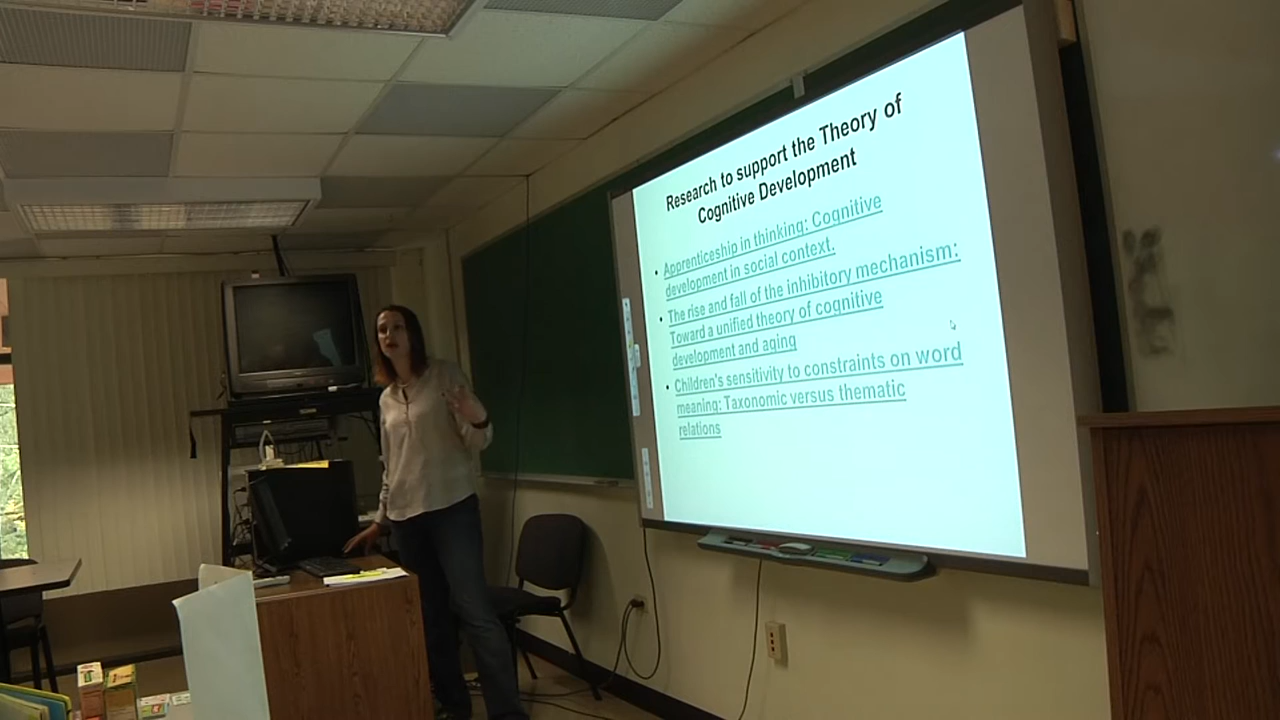 Research to support the Theory of
Cognitive Development
• Apprenticeship in thinking: Cognitive
development in social context.
• The rise and fall of the inhibitory mechanism:
Toward a unified theory of cognitive
development and aging
• Children's sensitivity to constraints on word
meaning: Taxonomic versus thematic
relations